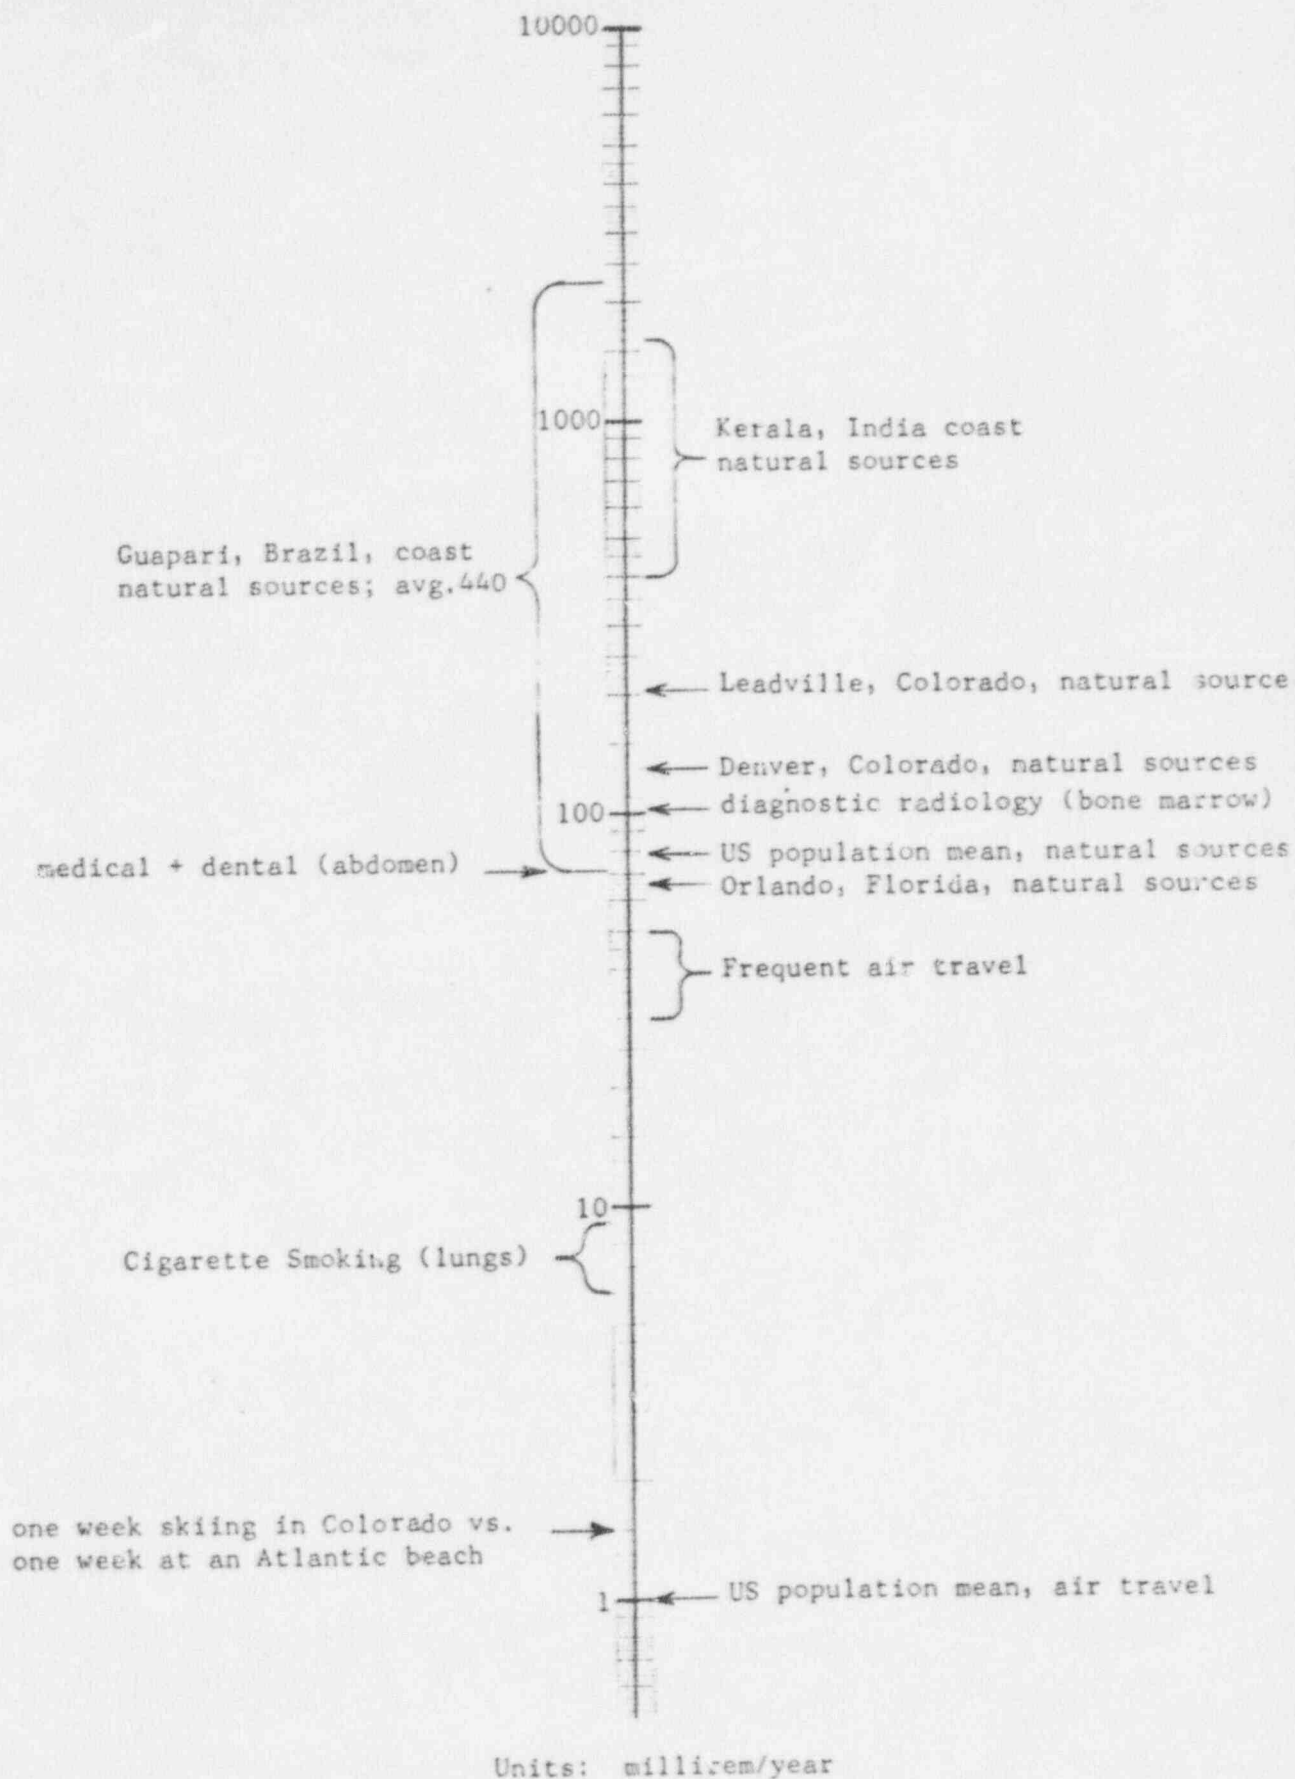 10000
1000
Kerala, India coast
natural sources
Guapari, Brazil, coast
natural sources; avg.440
Leadville, Colorado, natural source
Denver, Colorado, natural sources
diagnostic radiology (bone marrow)
100
US population mean, natural sources
medical + dental (abdomen)
Orlando, Florida, natural sources
Frequent air travel
10
Cigarette Smoking (lungs)
one week skiing in Colorado vs.
one week at an Atlantic beach
US population mean, air travel
1
Units: millirem/year